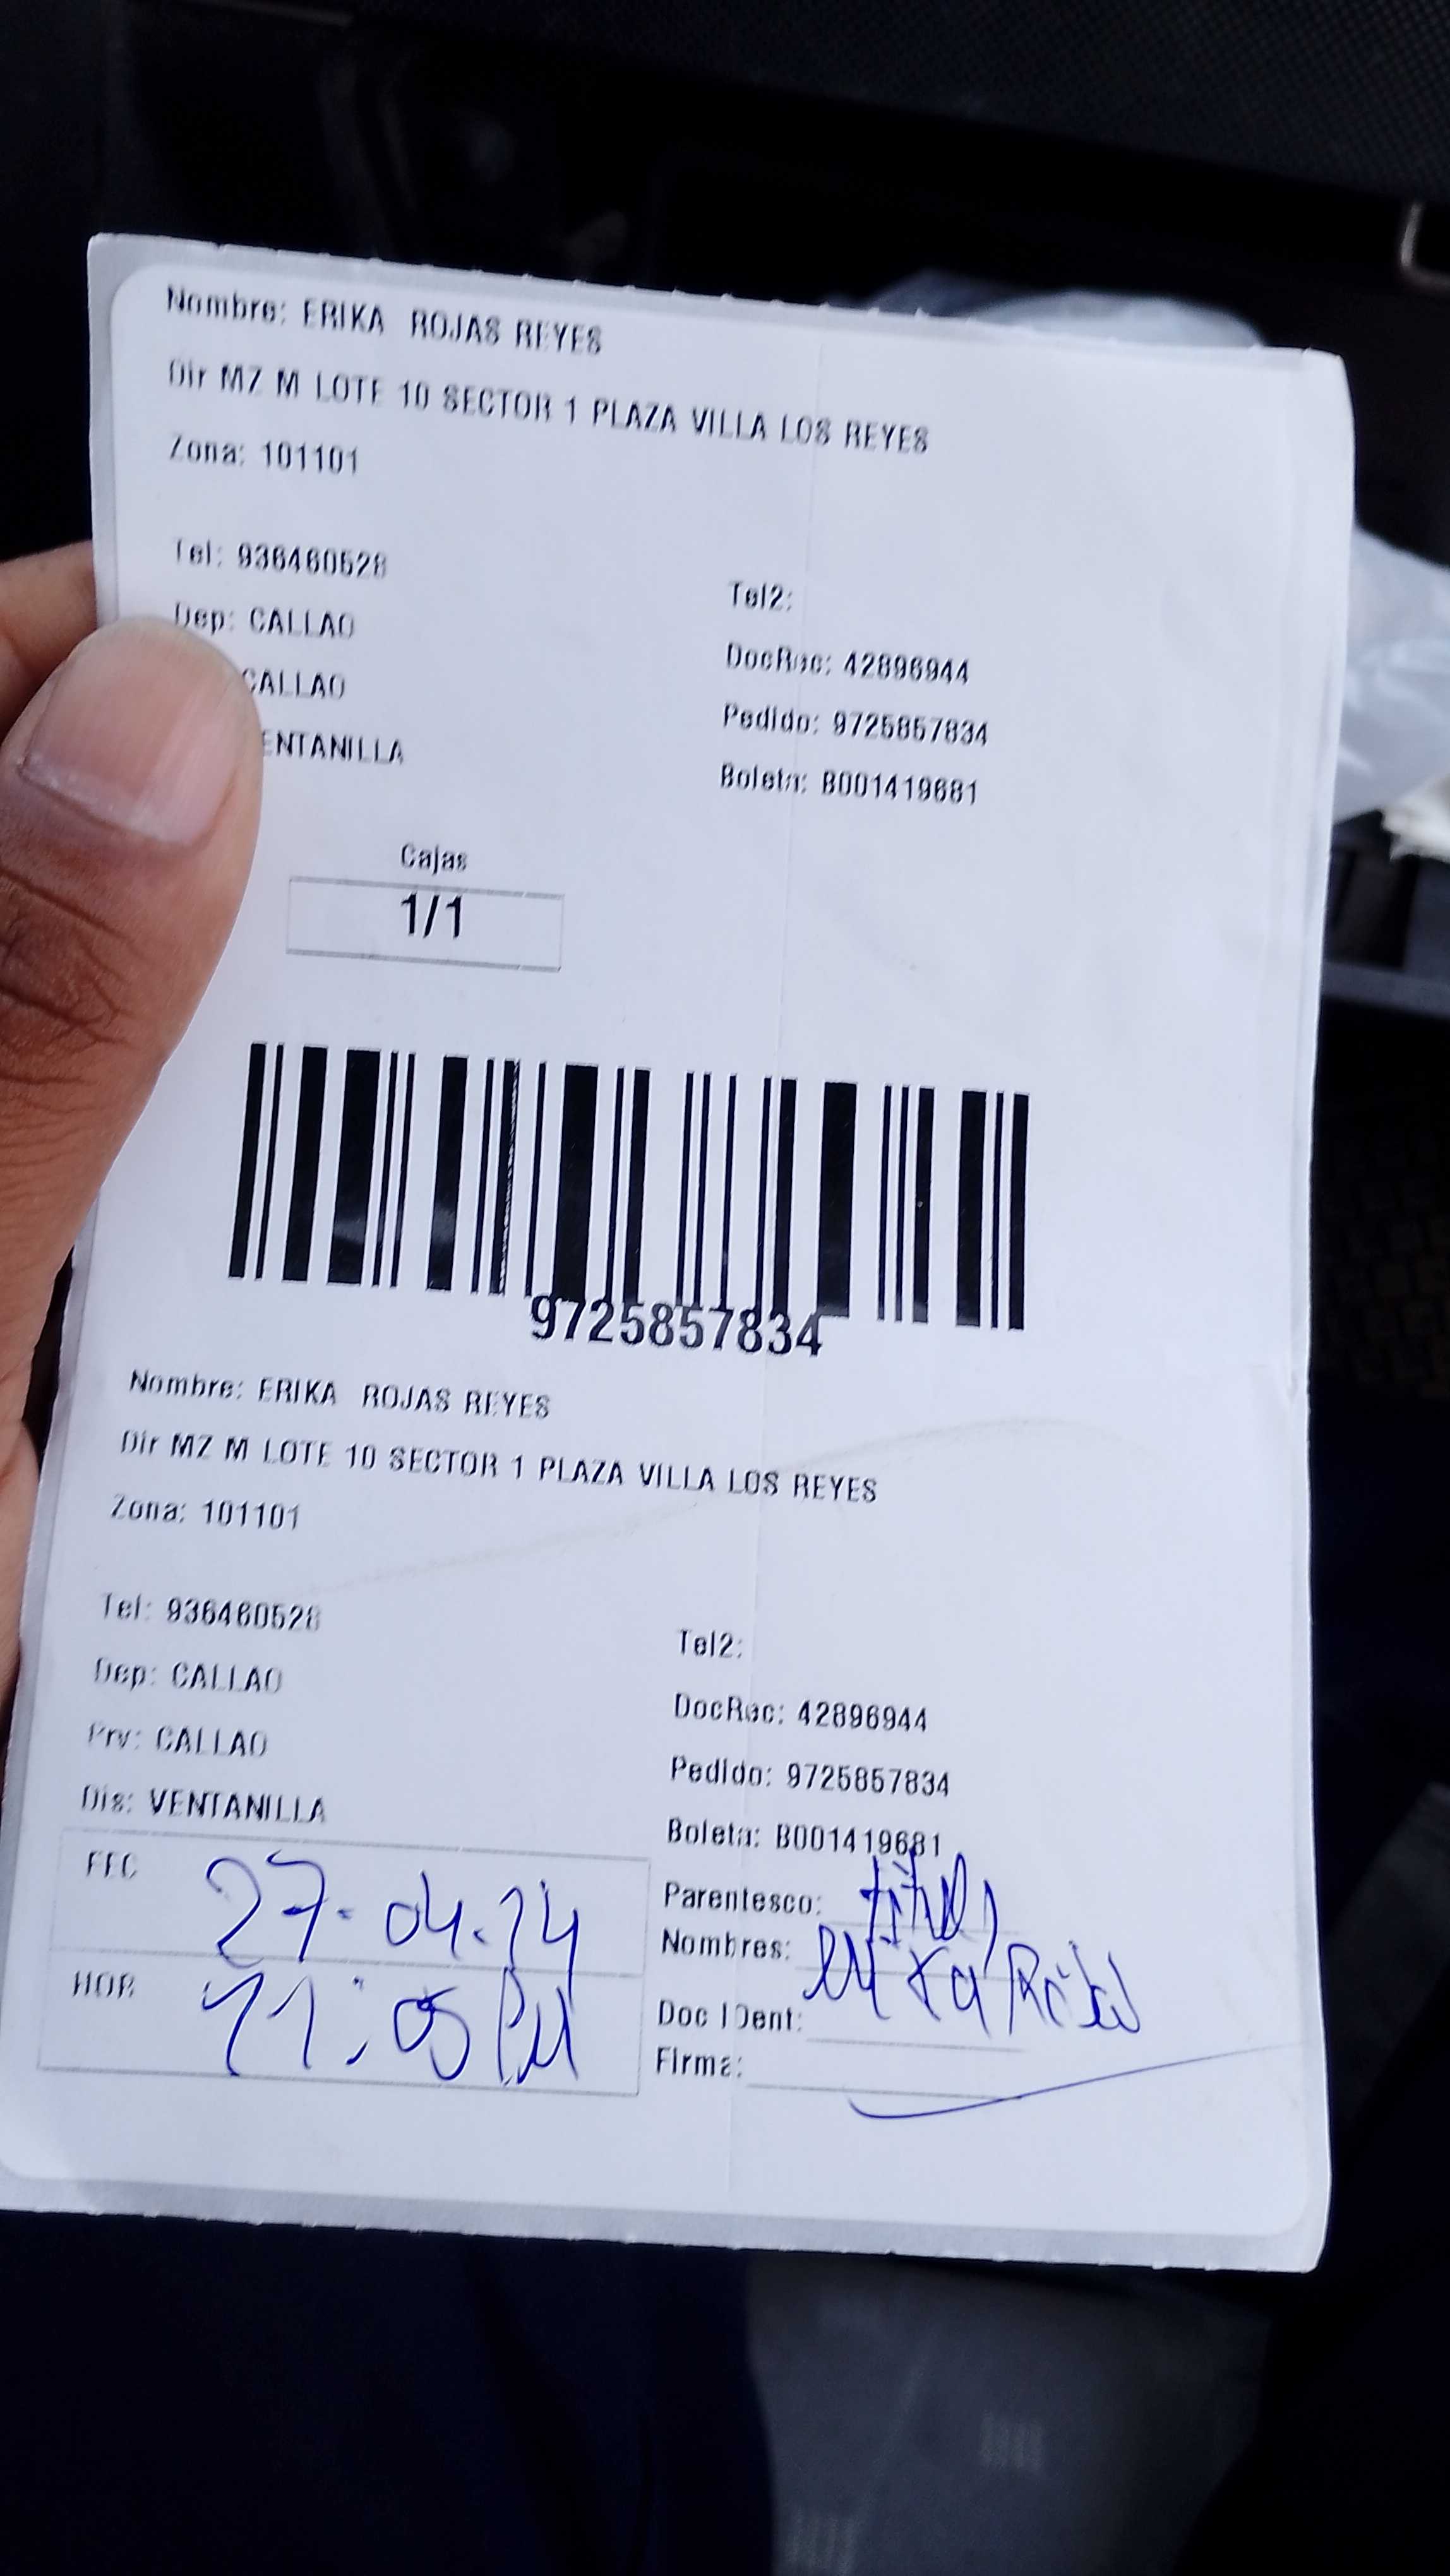 Nombre: ERIKA ROJAS REYES
Dir MZ M LOTE 10 SECTOR 1 PLAZA VILLA LOS REYES
Zona: 101101
Tel: 936460528
Tel2:
Dep: CALLAO
DocRec: 42896944
CALLAO
Pedido: 9725857834
ENTANILLA
Boleta: B001419681
Cajas
1/1
9725857834
Nombre: ERIKA ROJAS REYES
Dir MZ M LOTE 10 SECTOR 1 PLAZA VILLA LOS REYES
Zona: 101101
Tel: 936460528
Tel2:
Dep: CALLAO
DocRec: 42896944
Prv: CALLAO
Pedido: 9725857834
Dis: VENTANILLA
Boleta: B001419681
FEC 27-04-24
Parentesco: titular
Nombres: erika
HOR
Doc IDent:
Firma: